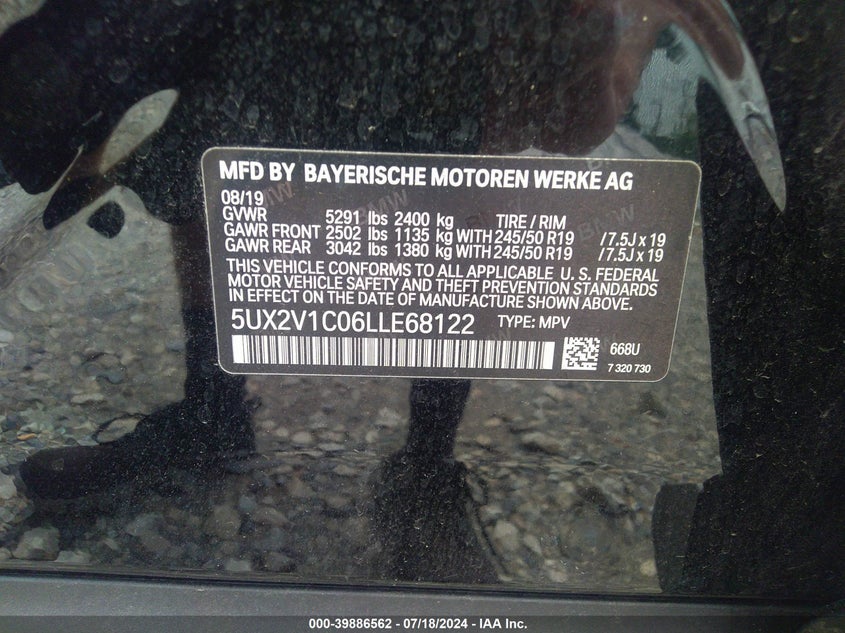 MFD BY BAYERISCHE MOTOREN WERKE AG
08/19
GVWR 5291 lbs 2400 kg TIRE / RIM
GAWR FRONT 2502 lbs 1135 kg WITH 245/50 R19 / 7.5J x 19
GAWR REAR 3042 lbs 1380 kg WITH 245/50 R19 / 7.5J x 19
THIS VEHICLE CONFORMS TO ALL APPLICABLE U. S. FEDERAL
MOTOR VEHICLE SAFETY AND THEFT PREVENTION STANDARDS
IN EFFECT ON THE DATE OF MANUFACTURE SHOWN ABOVE.
5UX2V1C06LLE68122 TYPE: MPV
668U
7 320 730
000-39886562 - 07/18/2024 - IAA Inc.